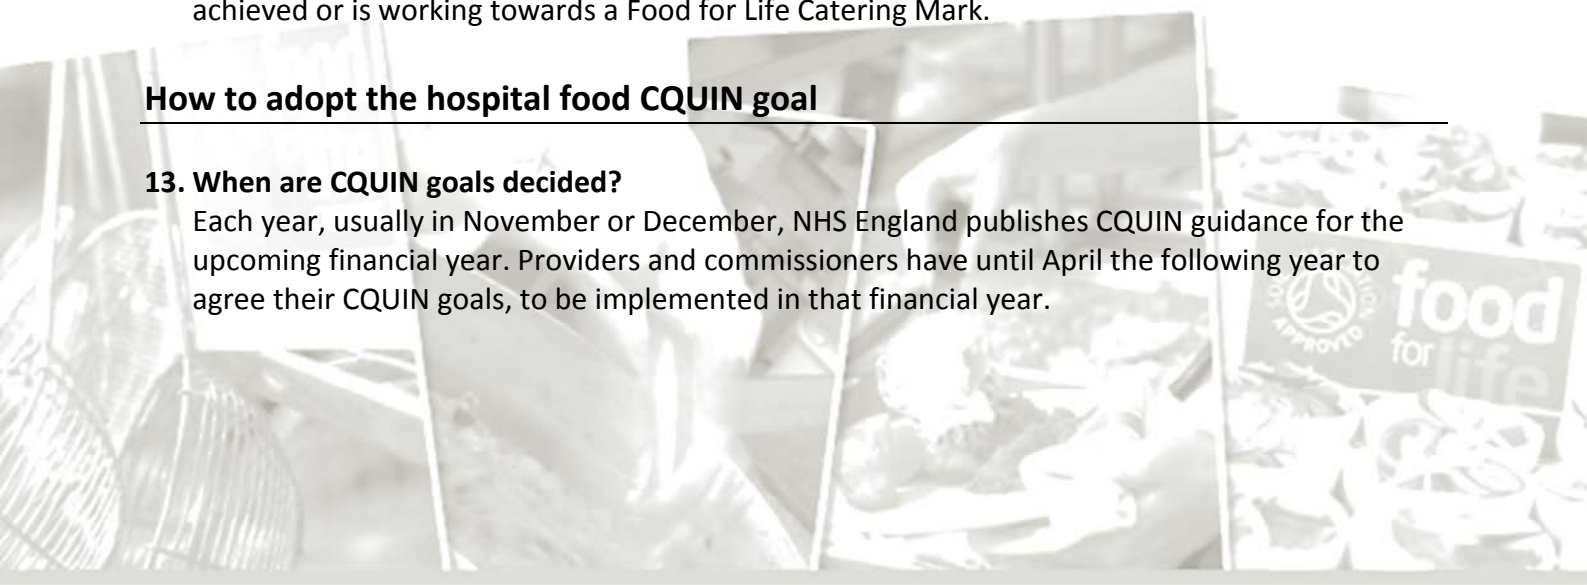 achieved or is working towards a Food for Life Catering Mark.
How to adopt the hospital food CQUIN goal
13. When are CQUIN goals decided?
Each year, usually in November or December, NHS England publishes CQUIN guidance for the
upcoming financial year. Providers and commissioners have until April the following year to
agree their CQUIN goals, to be implemented in that financial year.
SOIL ASSOCIATION
APPROVED
food
for life